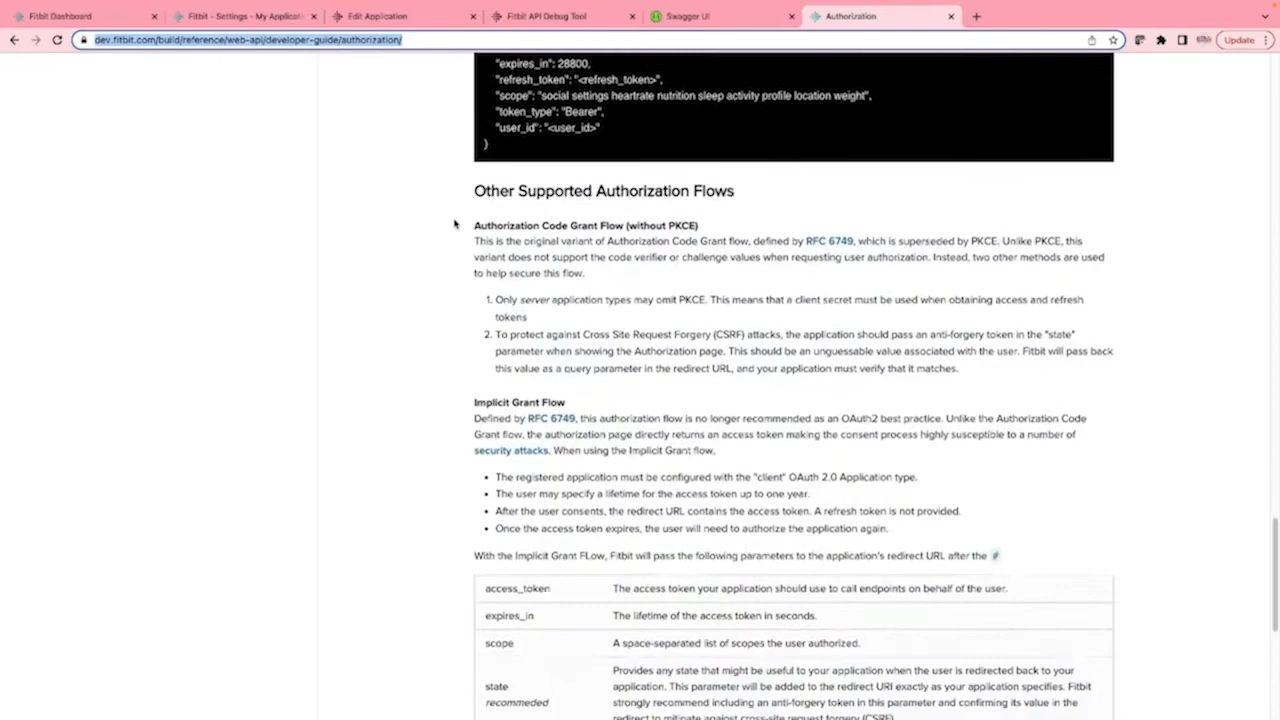 Fitbit Dashboard
Fitbit - Settings - My Applicati
Edit Application
Fitbit API Debug Tool
Swagger UI
Authorization
dev.fitbit.com/build/reference/web-api/developer-guide/authorization/
Update
"expires_in": 28800,
"refresh_token": "<refresh_token>",
"scope": "social settings heartrate nutrition sleep activity profile location weight",
"token_type": "Bearer",
"user_id": "<user_id>"
}
Other Supported Authorization Flows
Authorization Code Grant Flow (without PKCE)
This is the original variant of Authorization Code Grant flow, defined by RFC 6749, which is superseded by PKCE. Unlike PKCE, this
variant does not support the code verifier or challenge values when requesting user authorization. Instead, two other methods are used
to help secure this flow.
1. Only server application types may omit PKCE. This means that a client secret must be used when obtaining access and refresh
tokens
2. To protect against Cross Site Request Forgery (CSRF) attacks, the application should pass an anti-forgery token in the "state"
parameter when showing the Authorization page. This should be an unguessable value associated with the user. Fitbit will pass back
this value as a query parameter in the redirect URL, and your application must verify that it matches.
Implicit Grant Flow
Defined by RFC 6749, this authorization flow is no longer recommended as an OAuth2 best practice. Unlike the Authorization Code
Grant flow, the authorization page directly returns an access token making the consent process highly susceptible to a number of
security attacks. When using the Implicit Grant flow,
• The registered application must be configured with the "client" OAuth 2.0 Application type.
• The user may specify a lifetime for the access token up to one year.
• After the user consents, the redirect URL contains the access token. A refresh token is not provided.
• Once the access token expires, the user will need to authorize the application again.
With the Implicit Grant FLow, Fitbit will pass the following parameters to the application's redirect URL after the #
access_token The access token your application should use to call endpoints on behalf of the user.
expires_in The lifetime of the access token in seconds.
scope A space-separated list of scopes the user authorized.
Provides any state that might be useful to your application when the user is redirected back to your
state application. This parameter will be added to the redirect URI exactly as your application specifies. Fitbit
recommeded strongly recommend including an anti-forgery token in this parameter and confirming its value in the
redirect to mitigate against cross-site request forgery (CSRF)